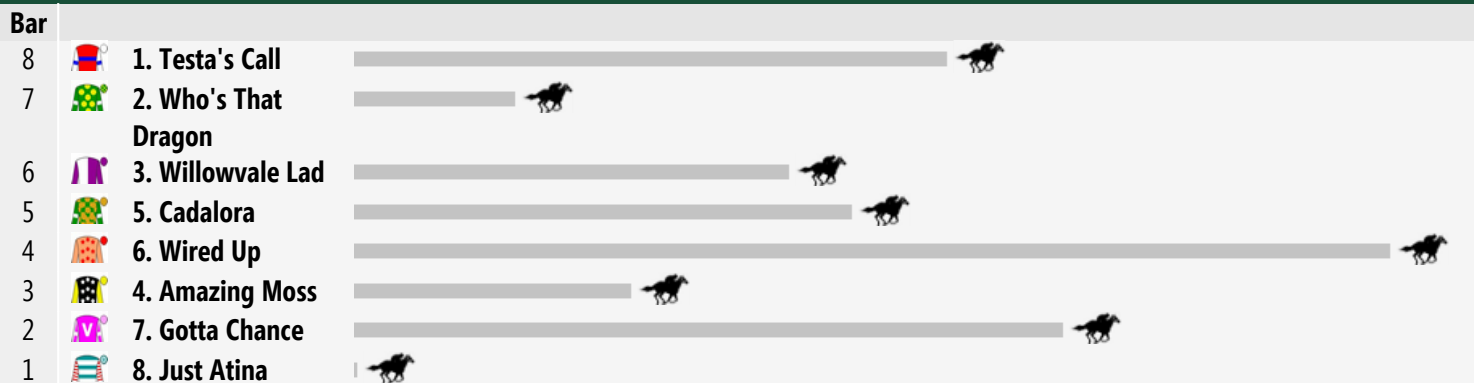 Bar
8 1. Testa's Call
7 2. Who's That
Dragon
6 3. Willowvale Lad
5 5. Cadalora
4 6. Wired Up
3 4. Amazing Moss
2 V 7. Gotta Chance
1 8. Just Atina